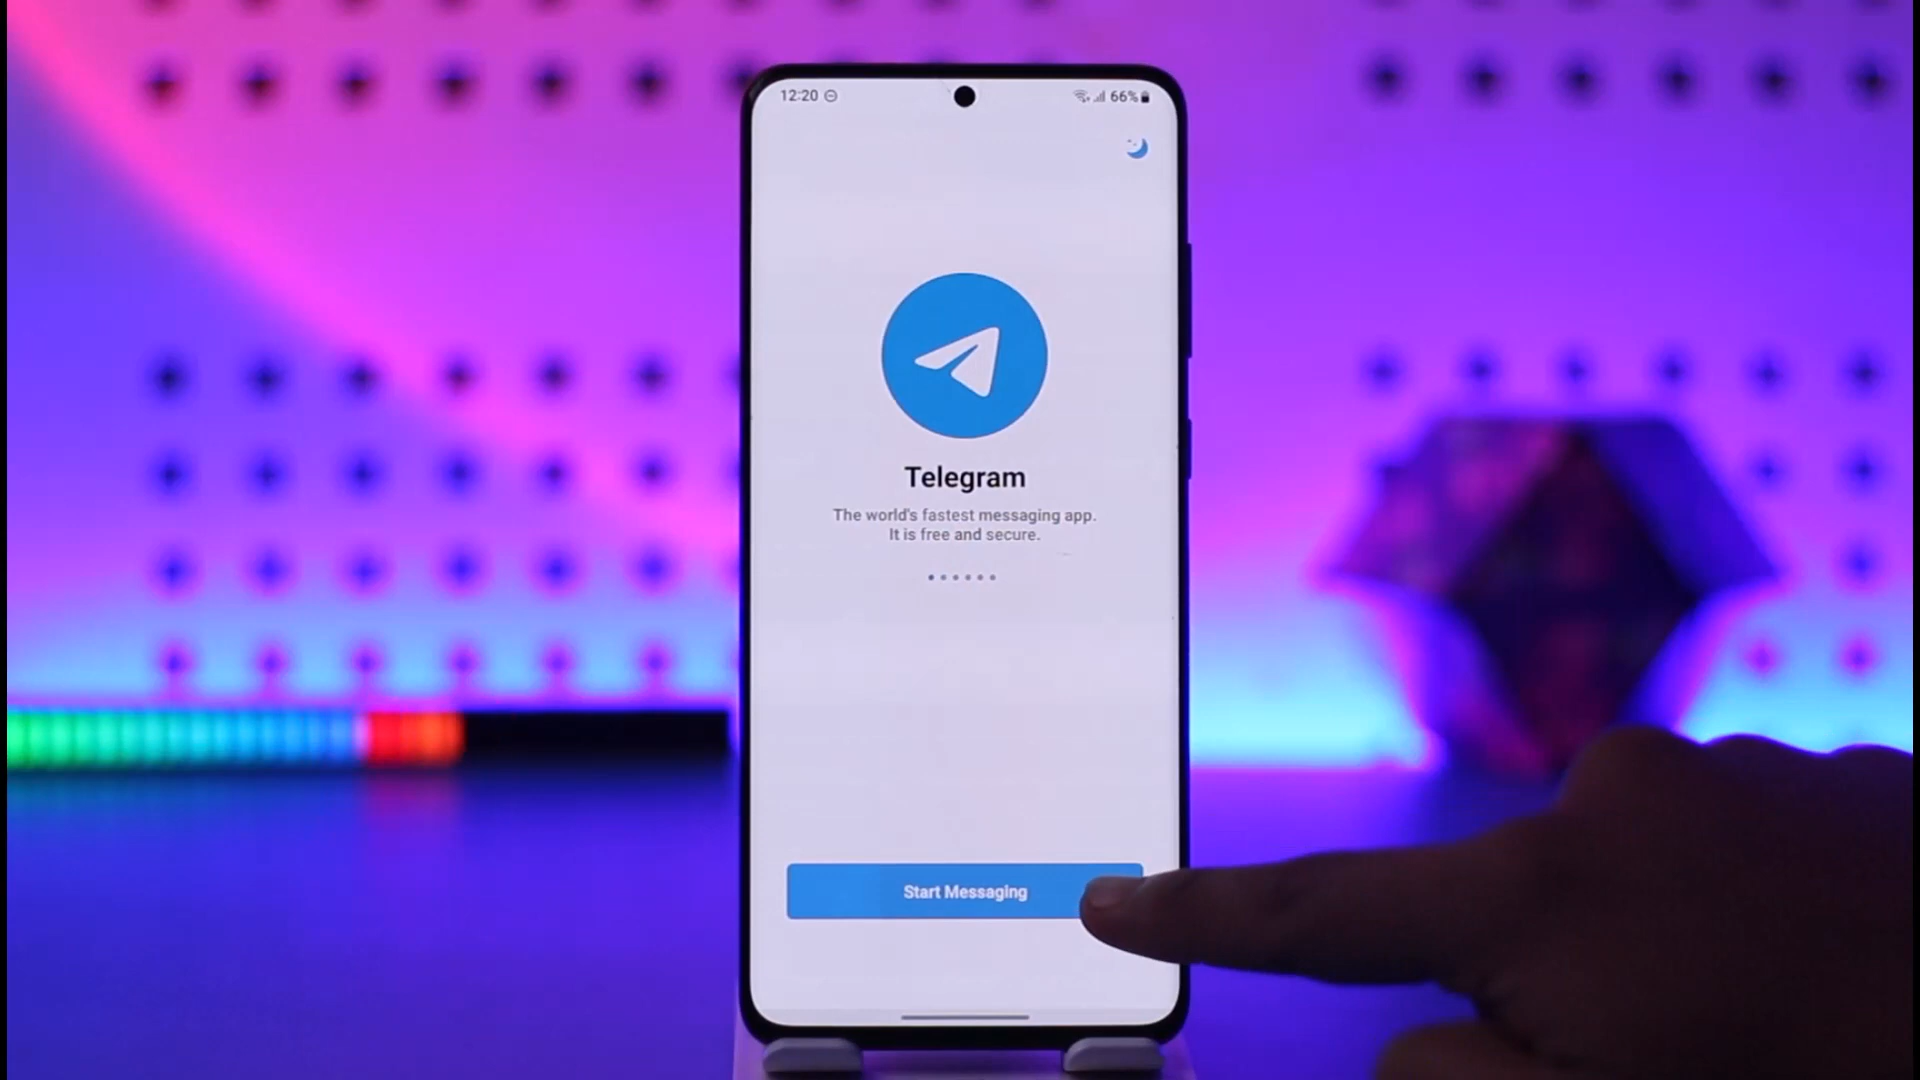 12:20
66%
Telegram
The world's fastest messaging app.
It is free and secure.
Start Messaging